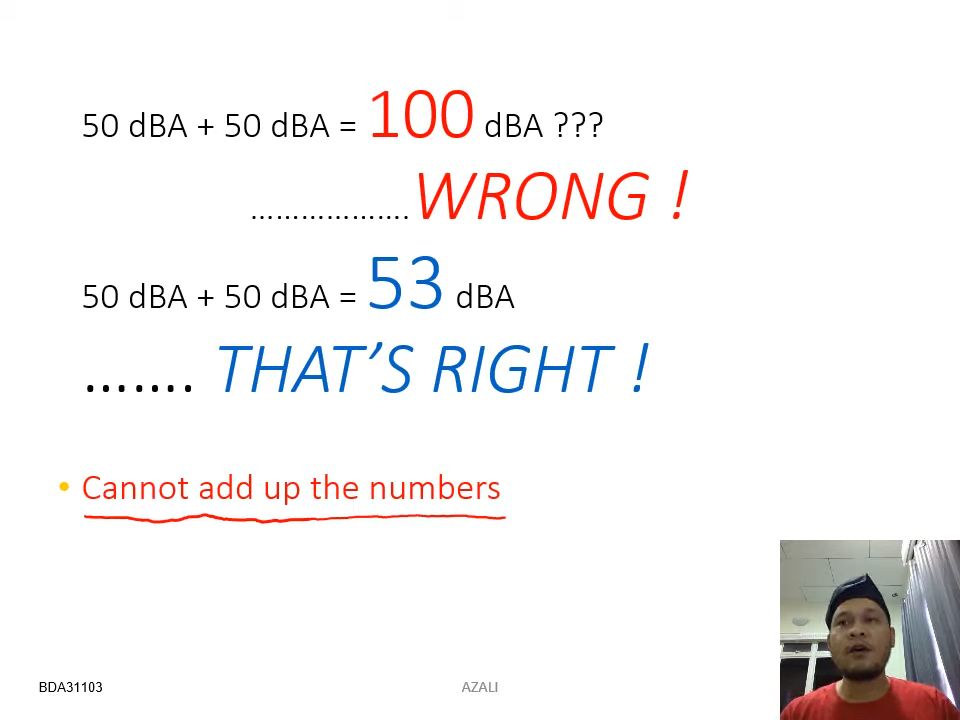 50 dBA + 50 dBA = 100 dBA ???
………………. WRONG !
50 dBA + 50 dBA = 53 dBA
……. THAT’S RIGHT !
• Cannot add up the numbers
BDA31103
AZALI